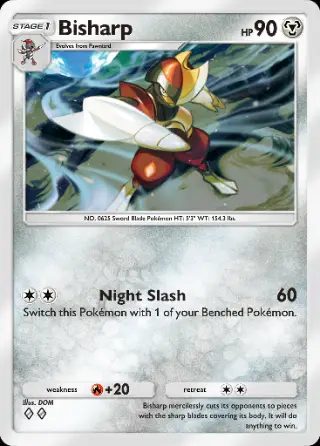 STAGE 1
Bisharp
HP 90
Evolves from Pawniard
NO. 0625 Sword Blade Pokémon HT: 5'3" WT: 154.3 lbs.
Night Slash 60
Switch this Pokémon with 1 of your Benched Pokémon.
weakness +20 retreat
Illus. DOM
Bisharp mercilessly cuts its opponents to pieces
with the sharp blades covering its body. It will do
anything to win.